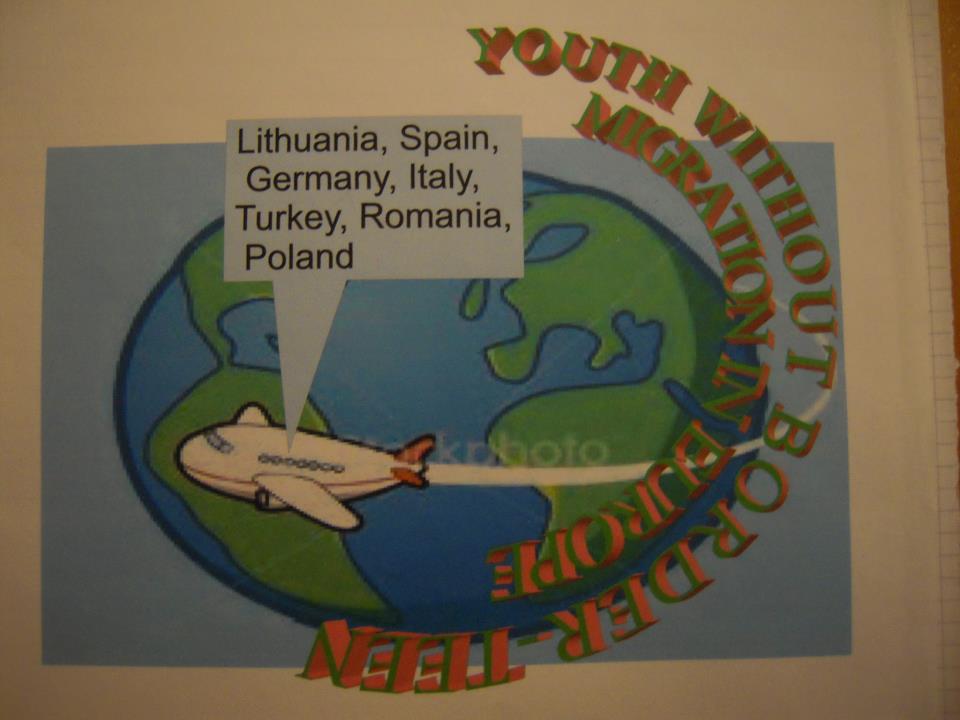 YOUTH WITHOUT BORDER-TEEN
MIGRATION IN EUROPE
Lithuania, Spain,
Germany, Italy,
Turkey, Romania,
Poland